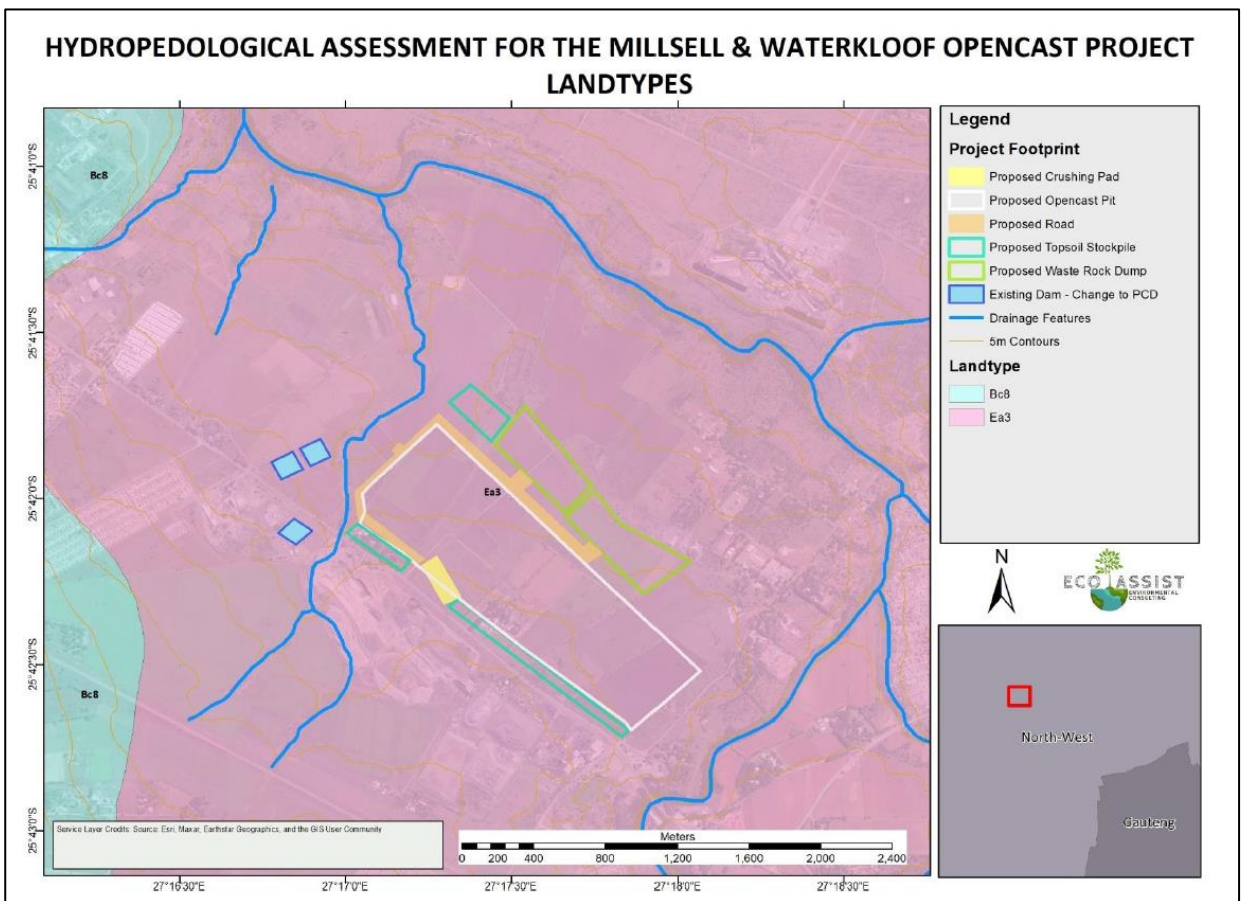 HYDROPEDOLOGICAL ASSESSMENT FOR THE MILLSELL & WATERKLOOF OPENCAST PROJECT
LANDTYPES
Legend
Project Footprint
Proposed Crushing Pad
Proposed Opencast Pit
Proposed Road
Proposed Topsoil Stockpile
Proposed Waste Rock Dump
Existing Dam - Change to PCD
Drainage Features
5m Contours
Landtype
Bc8
Ea3
N
ECO ASSIST
ENVIRONMENTAL
CONSULTING
North-West
Gauteng
Bc8
Ea3
Bc8
25°41'0"S
25°41'30"S
25°42'0"S
25°42'30"S
25°43'0"S
Service Layer Credits: Source: Esri, Maxar, Earthstar Geographics, and the GIS User Community
Meters
0 200 400 800 1,200 1,600 2,000 2,400
27°16'30"E 27°17'0"E 27°17'30"E 27°18'0"E 27°18'30"E